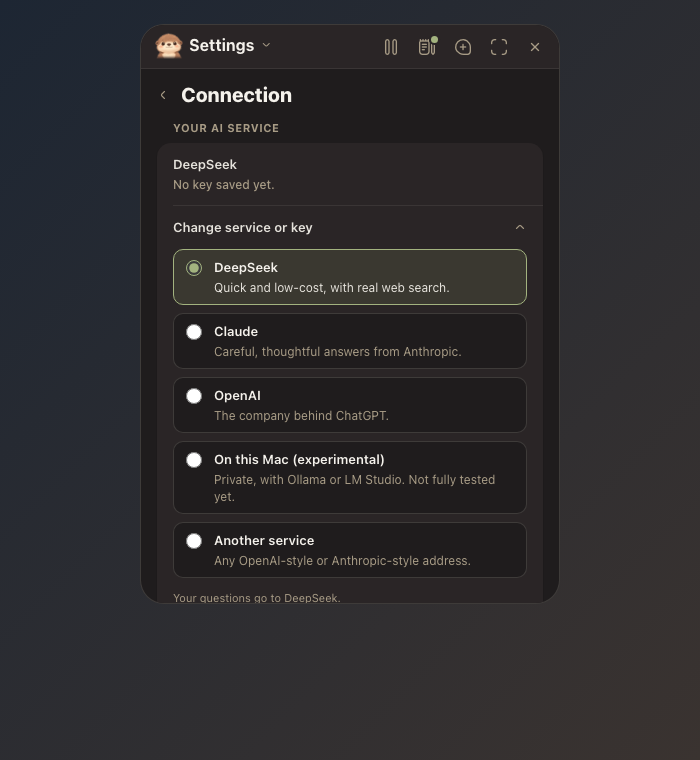 Settings
Connection
YOUR AI SERVICE
DeepSeek
No key saved yet.
Change service or key
DeepSeek
Quick and low-cost, with real web search.
Claude
Careful, thoughtful answers from Anthropic.
OpenAI
The company behind ChatGPT.
On this Mac (experimental)
Private, with Ollama or LM Studio. Not fully tested
yet.
Another service
Any OpenAI-style or Anthropic-style address.
Your questions go to DeepSeek.